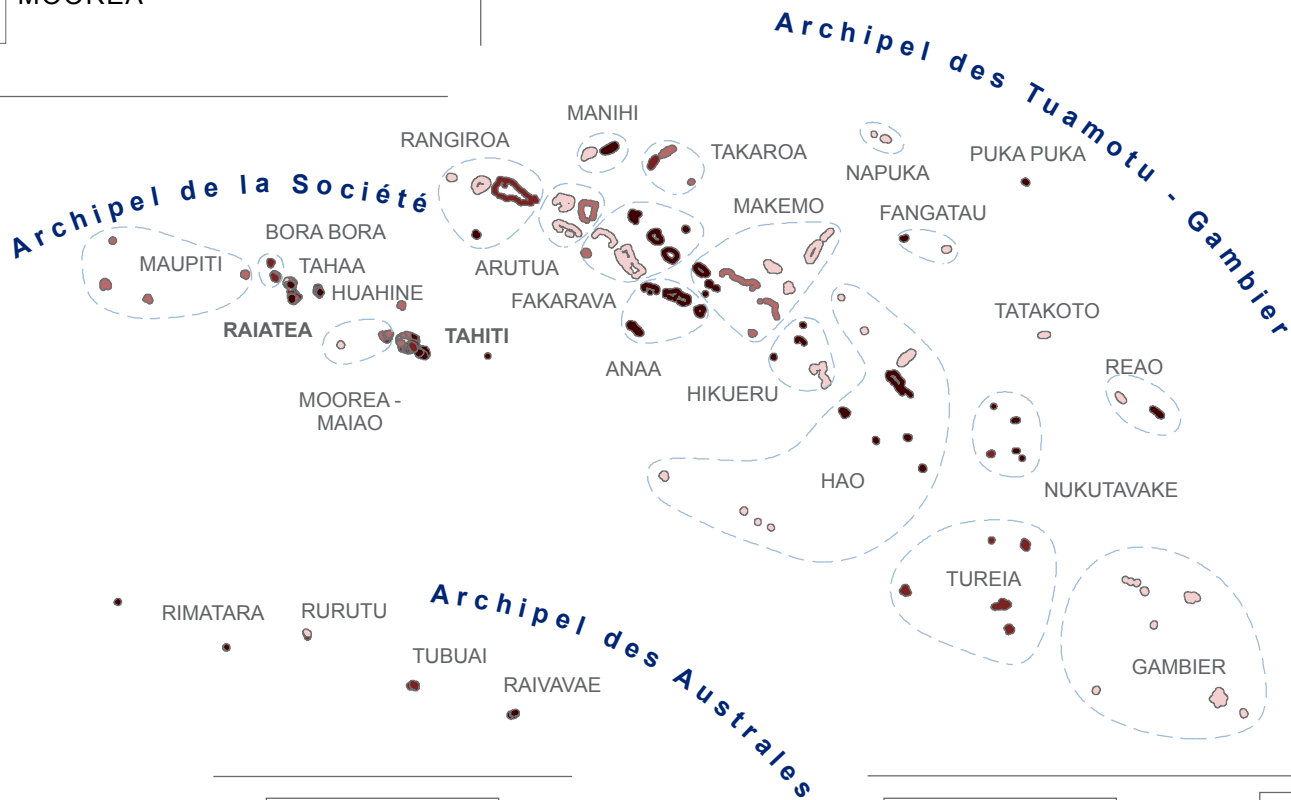 MOOREA
Archipel des Tuamotu - Gambier
MANIHI
RANGIROA
TAKAROA
NAPUKA
PUKA PUKA
Archipel de la Société
MAKEMO
FANGATAU
BORA BORA
MAUPITI
TAHAA
ARUTUA
HUAHINE
FAKARAVA
TATAKOTO
RAIATEA
TAHITI
ANAA
REAO
HIKUERU
MOOREA -
MAIAO
HAO
NUKUTAVAKE
TUREIA
Archipel des Australes
RIMATARA
RURUTU
TUBUAI
GAMBIER
RAIVAVAE